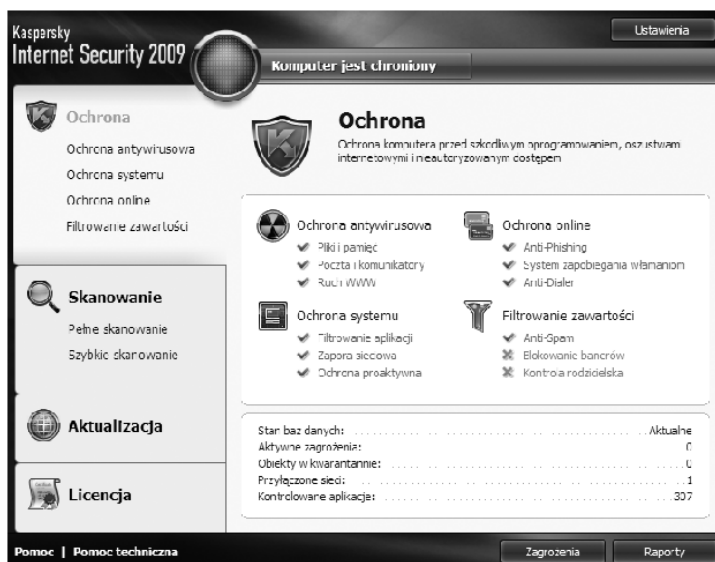 Kaspersky
Internet Security 2009
Ustawienia
Komputer jest chroniony
Ochrona
Ochrona antywirusowa
Ochrona systemu
Ochrona online
Filtrowanie zawartości
Skanowanie
Pełne skanowanie
Szybkie skanowanie
Aktualizacja
Licencja
Ochrona
Ochrona komputera przed szkodliwym oprogramowaniem, oszustwami
internetowymi i nieautoryzowanym dostępem
Ochrona antywirusowa
Pliki i pamięć
Poczta i komunikatory
Ruch WWW
Ochrona online
Anti-Phishing
System zapobiegania włamaniom
Anti-Dialer
Ochrona systemu
Filtrowanie aplikacji
Zapora sieciowa
Ochrona proaktywna
Filtrowanie zawartości
Anti-Spam
Blokowanie banerów
Kontrola rodzicielska
Stan baz danych: Aktualne
Aktywne zagrożenia: 0
Obiekty w kwarantannie: 0
Przyłączone sieci: 1
Kontrolowane aplikacje: 307
Pomoc | Pomoc techniczna
Zagrożenia
Raporty